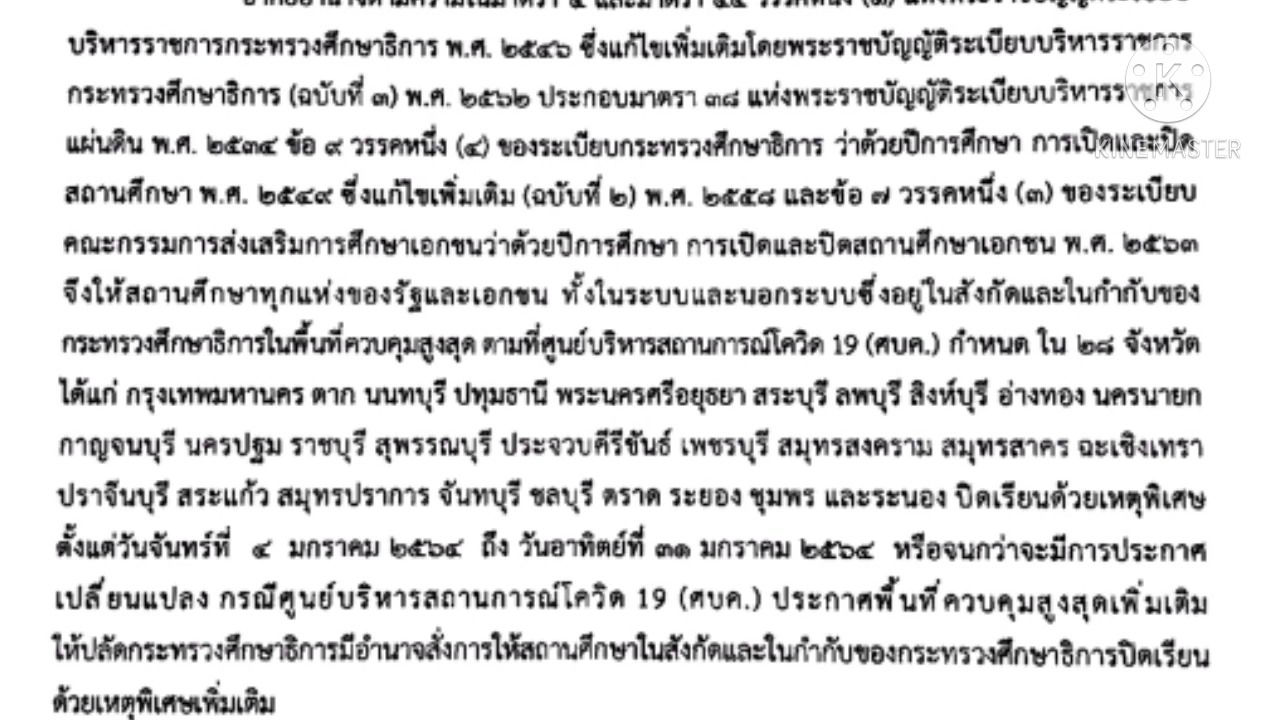 บริหารราชการกระทรวงศึกษาธิการ พ.ศ. ๒๕๔๖ ซึ่งแก้ไขเพิ่มเติมโดยพระราชบัญญัติระเบียบบริหารราชการ
กระทรวงศึกษาธิการ (ฉบับที่ ๓) พ.ศ. ๒๕๖๒ ประกอบมาตรา ๓๘ แห่งพระราชบัญญัติระเบียบบริหารราชการ
แผ่นดิน พ.ศ. ๒๕๓๔ ข้อ ๙ วรรคหนึ่ง (๔) ของระเบียบกระทรวงศึกษาธิการ ว่าด้วยปีการศึกษา การเปิดและปิด
KINEMASTER
สถานศึกษา พ.ศ. ๒๕๔๙ ซึ่งแก้ไขเพิ่มเติม (ฉบับที่ ๒) พ.ศ. ๒๕๕๘ และข้อ ๗ วรรคหนึ่ง (๓) ของระเบียบ
คณะกรรมการส่งเสริมการศึกษาเอกชนว่าด้วยปีการศึกษา การเปิดและปิดสถานศึกษาเอกชน พ.ศ. ๒๕๖๓
จึงให้สถานศึกษาทุกแห่งของรัฐและเอกชน ทั้งในระบบและนอกระบบซึ่งอยู่ในสังกัดและในกำกับของ
กระทรวงศึกษาธิการในพื้นที่ควบคุมสูงสุด ตามที่ศูนย์บริหารสถานการณ์โควิด 19 (ศบค.) กำหนด ใน ๒๘ จังหวัด
ได้แก่ กรุงเทพมหานคร ตาก นนทบุรี ปทุมธานี พระนครศรีอยุธยา สระบุรี ลพบุรี สิงห์บุรี อ่างทอง นครนายก
กาญจนบุรี นครปฐม ราชบุรี สุพรรณบุรี ประจวบคีรีขันธ์ เพชรบุรี สมุทรสงคราม สมุทรสาคร ฉะเชิงเทรา
ปราจีนบุรี สระแก้ว สมุทรปราการ จันทบุรี ชลบุรี ตราด ระยอง ชุมพร และระนอง ปิดเรียนด้วยเหตุพิเศษ
ตั้งแต่วันจันทร์ที่ ๔ มกราคม ๒๕๖๔ ถึง วันอาทิตย์ที่ ๓๑ มกราคม ๒๕๖๔ หรือจนกว่าจะมีการประกาศ
เปลี่ยนแปลง กรณีศูนย์บริหารสถานการณ์โควิด 19 (ศบค.) ประกาศพื้นที่ควบคุมสูงสุดเพิ่มเติม
ให้ปลัดกระทรวงศึกษาธิการมีอำนาจสั่งการให้สถานศึกษาในสังกัดและในกำกับของกระทรวงศึกษาธิการปิดเรียน
ด้วยเหตุพิเศษเพิ่มเติม